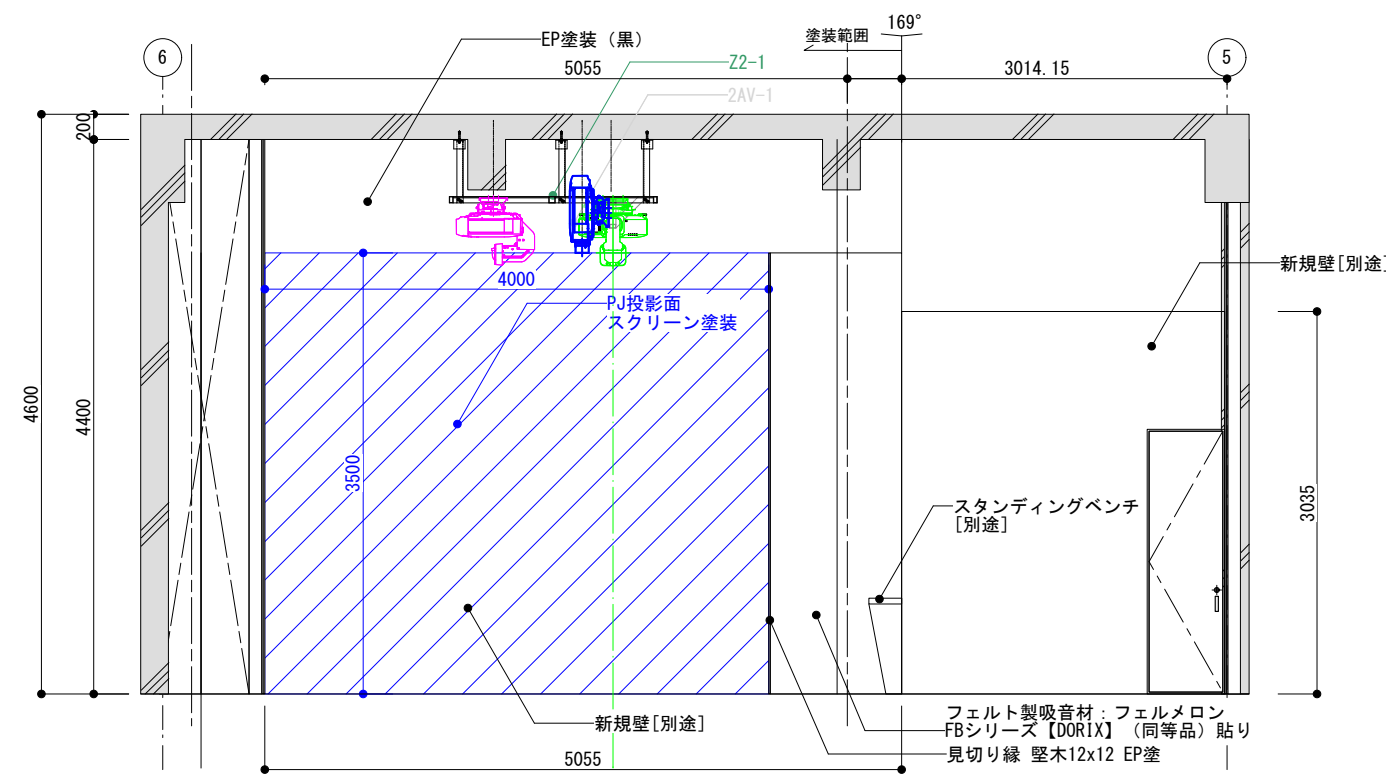 169°
塗装範囲
EP塗装（黒）
6
5
Z2-1
5055
3014.15
2AV-1
200
新規壁[別途]
4000
PJ投影面
スクリーン塗装
4600
4400
3500
3035
スタンディングベンチ
[別途]
新規壁[別途]
フェルト製吸音材：フェルメロン
FBシリーズ【DORIX】（同等品）貼り
見切り縁 堅木12x12 EP塗
5055